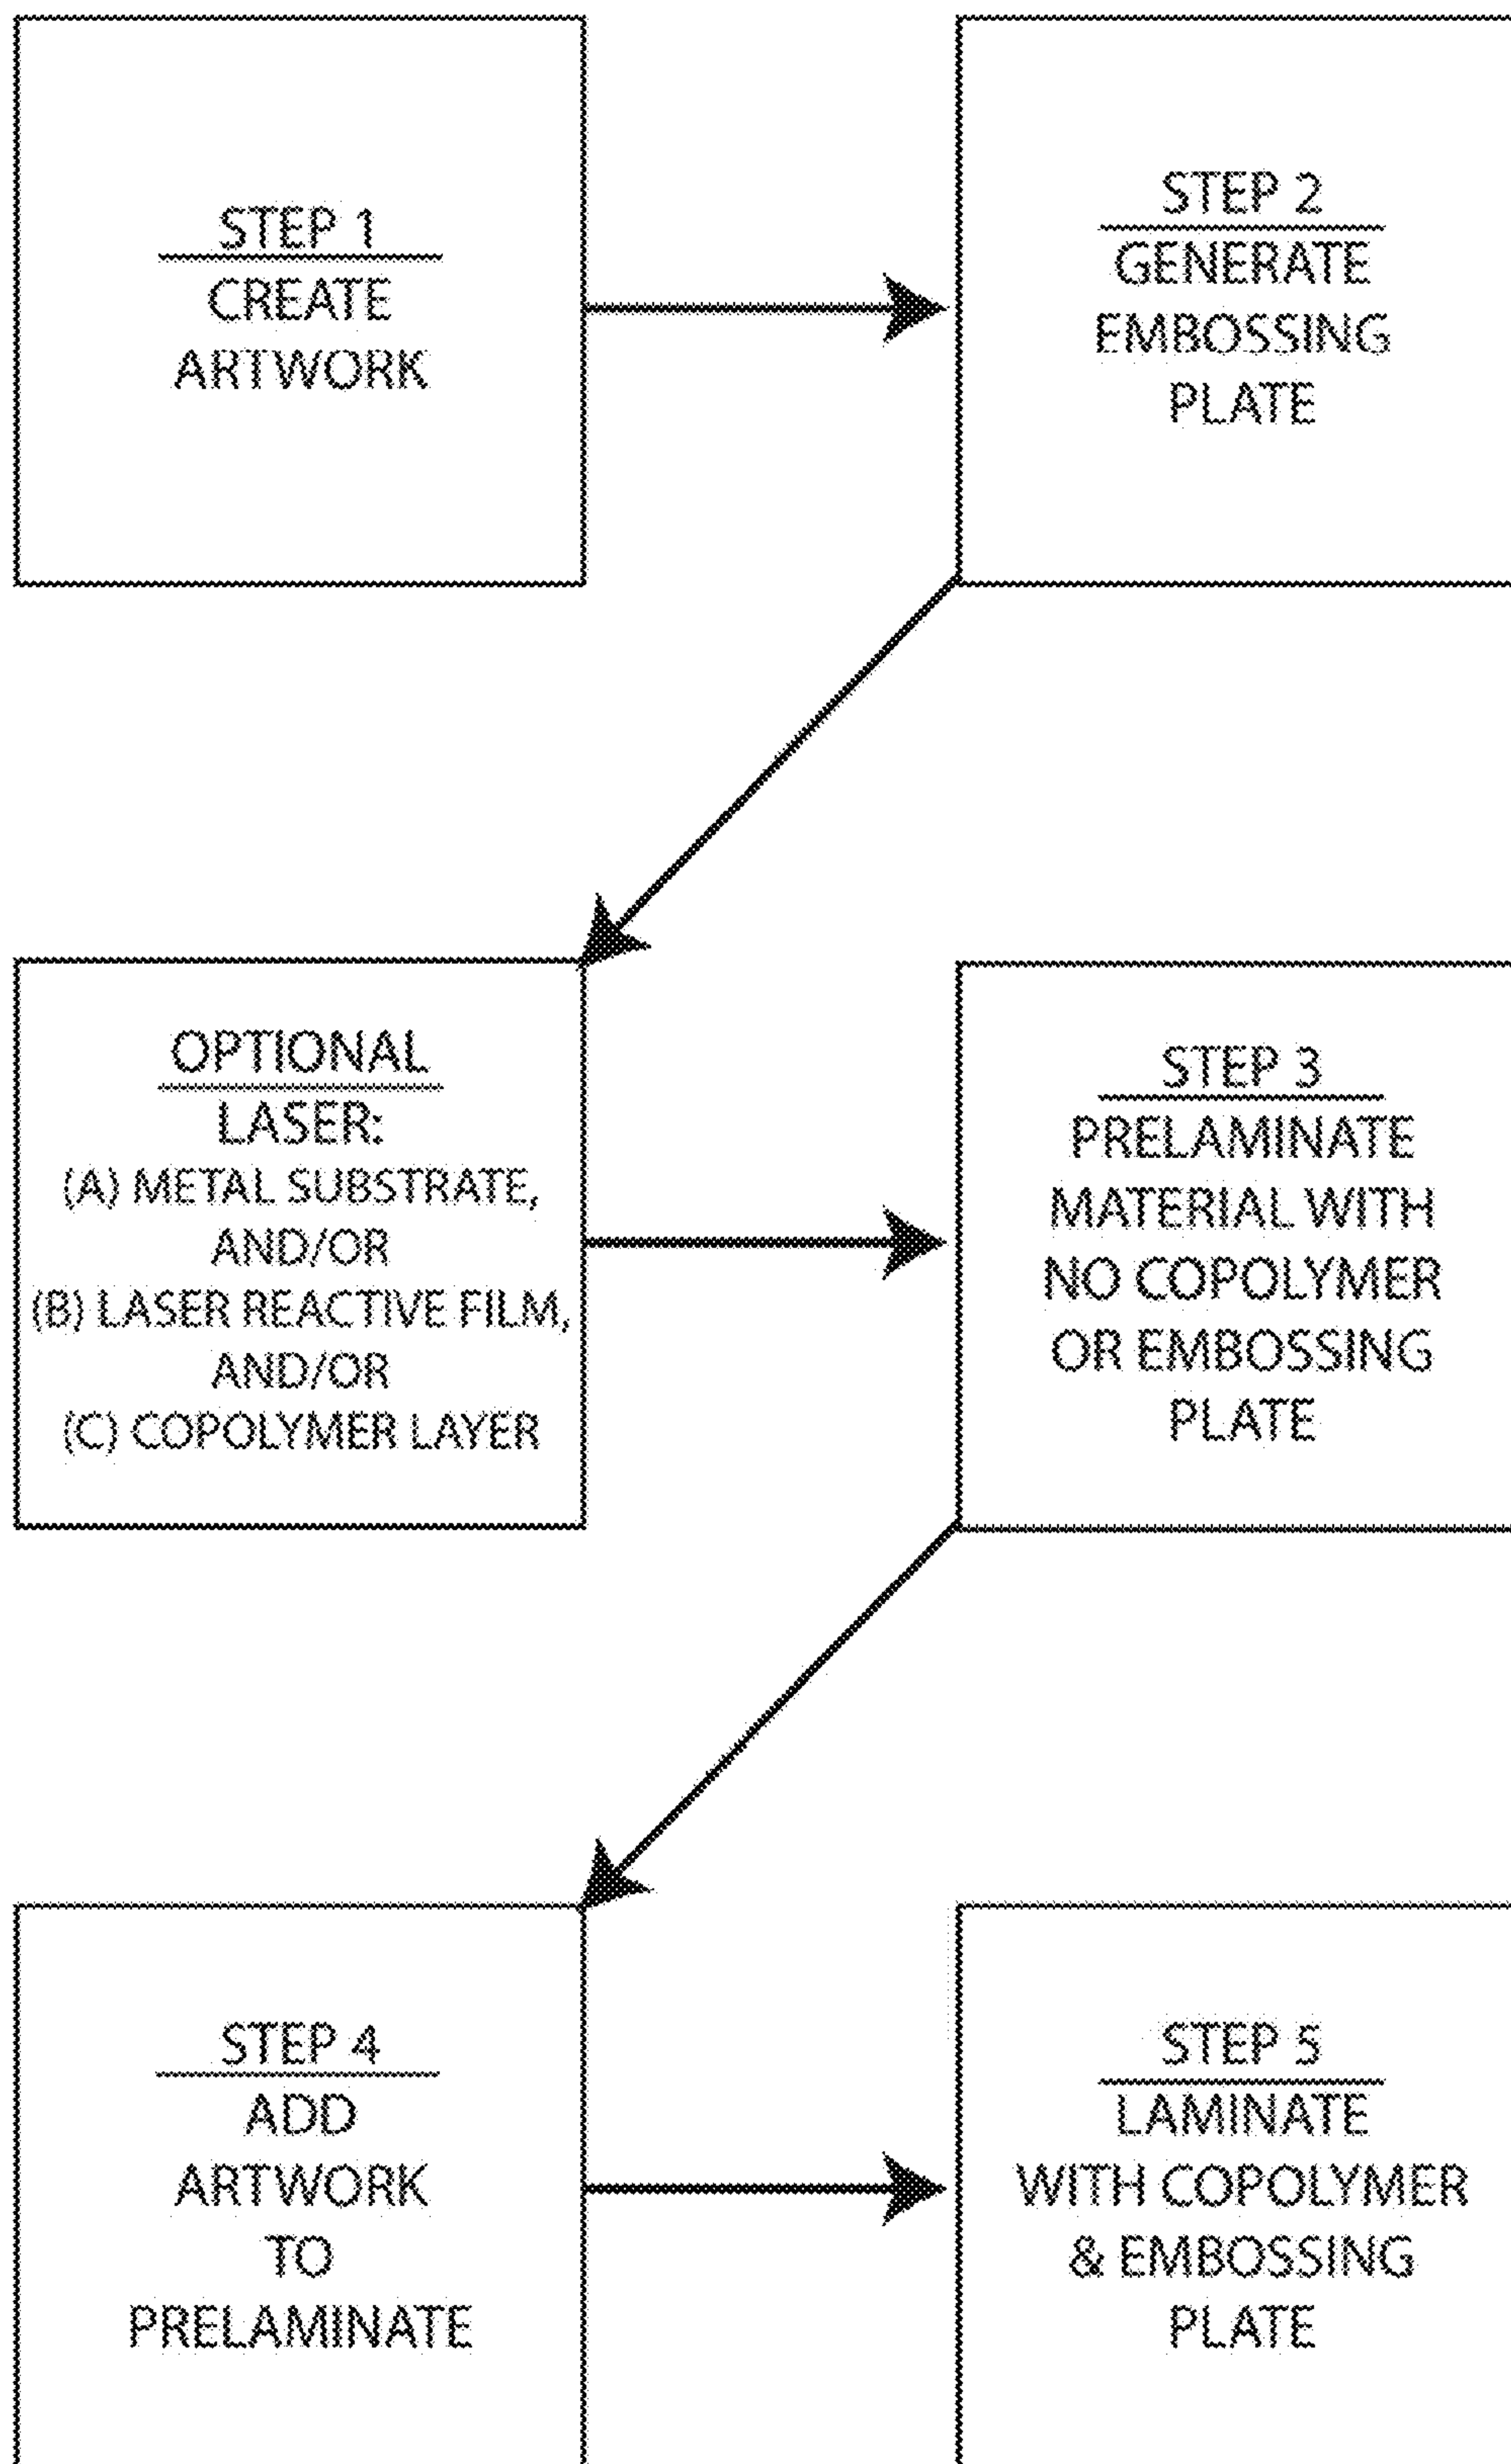 STEP 1
CREATE
ARTWORK
STEP 2
GENERATE
EMBOSSING
PLATE
OPTIONAL
LASER:
(A) METAL SUBSTRATE,
AND/OR
(B) LASER REACTIVE FILM,
AND/OR
(C) COPOLYMER LAYER
STEP 3
PRELAMINATE
MATERIAL WITH
NO COPOLYMER
OR EMBOSSING
PLATE
STEP 4
ADD
ARTWORK
TO
PRELAMINATE
STEP 5
LAMINATE
WITH COPOLYMER
& EMBOSSING
PLATE